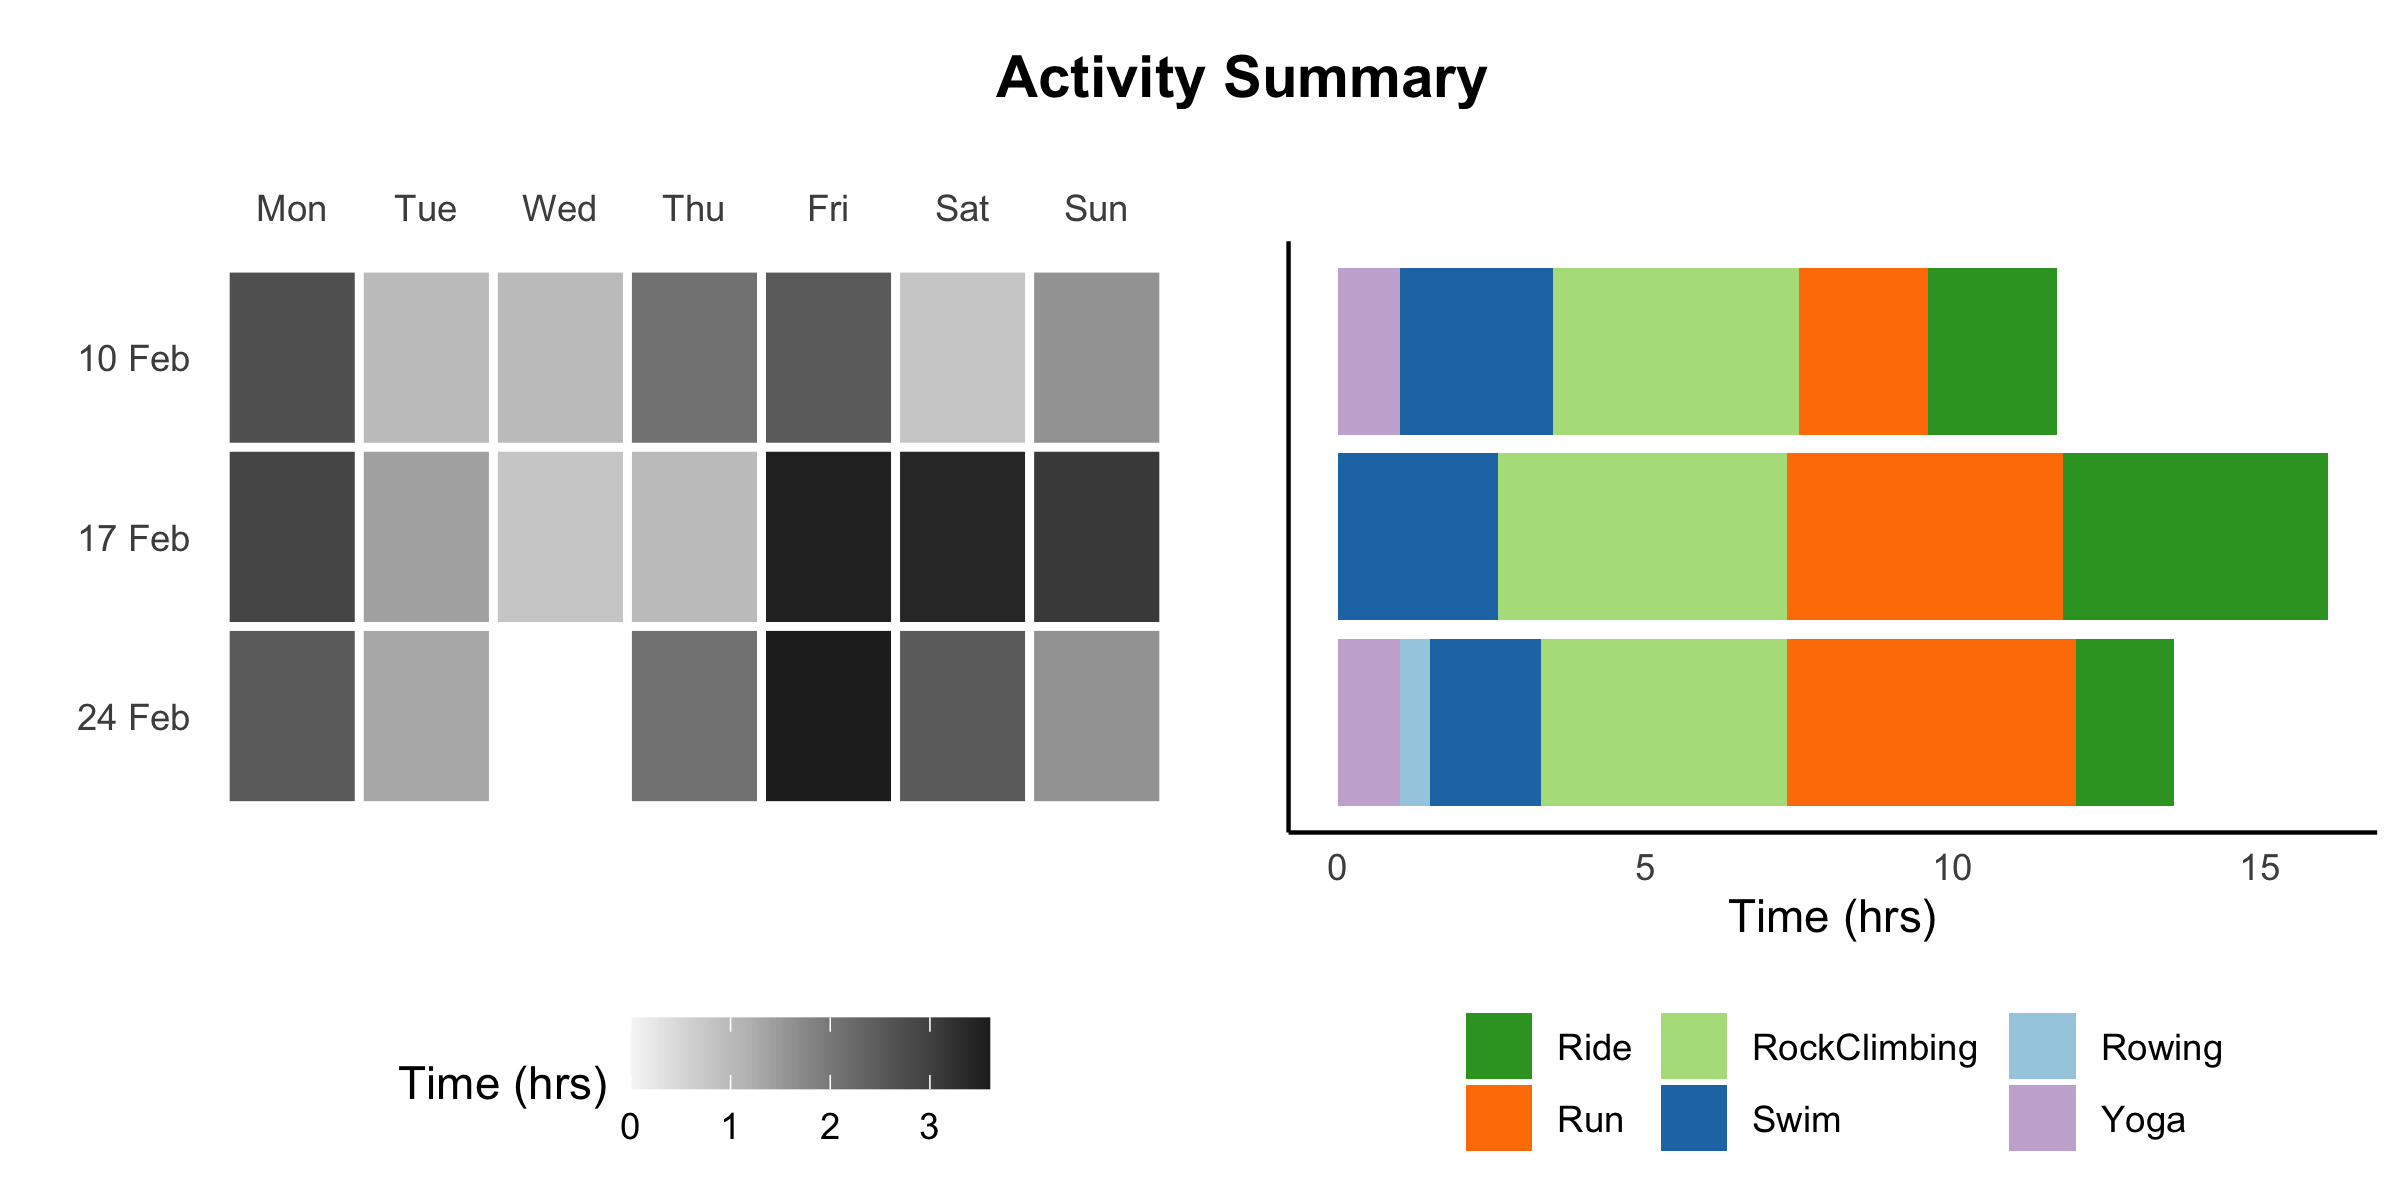 Activity Summary
Mon Tue Wed Thu Fri Sat Sun
10 Feb
17 Feb
24 Feb
0 5 10 15
Time (hrs)
Time (hrs)
0 1 2 3
Ride RockClimbing Rowing
Run Swim Yoga